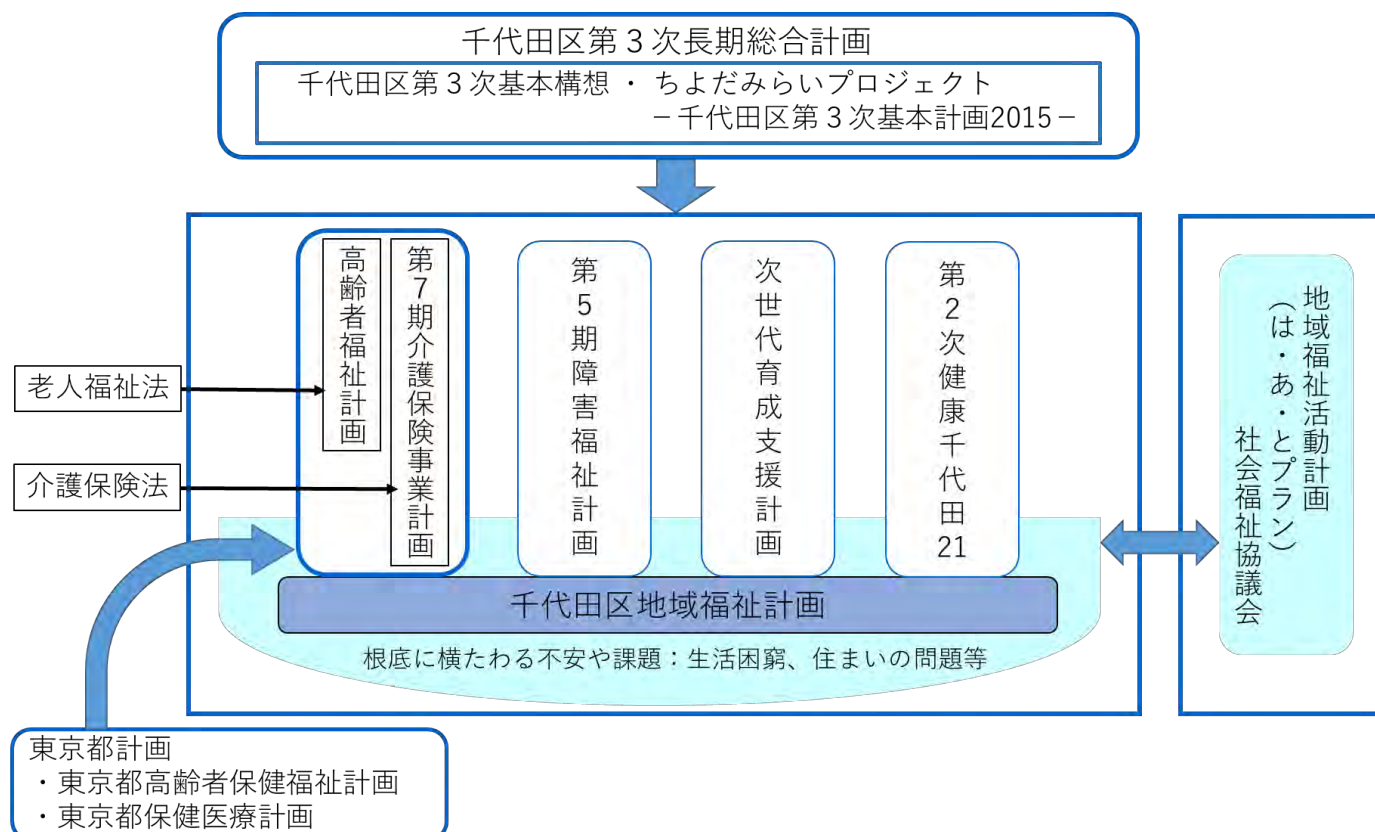 千代田区第３次長期総合計画
千代田区第３次基本構想 ・ ちよだみらいプロジェクト
－千代田区第３次基本計画2015－
高齢者福祉計画
第７期介護保険事業計画
第５期障害福祉計画
次世代育成支援計画
第２次健康千代田21
老人福祉法
介護保険法
千代田区地域福祉計画
根底に横たわる不安や課題：生活困窮、住まいの問題等
地域福祉活動計画
（は・あ・とプラン）
社会福祉協議会
東京都計画
・東京都高齢者保健福祉計画
・東京都保健医療計画